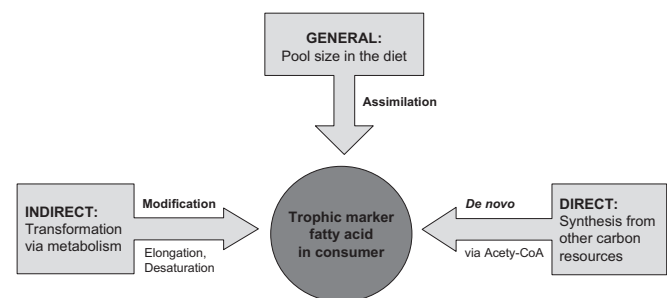 GENERAL:
Pool size in the diet
Assimilation
INDIRECT:
Transformation
via metabolism
Modification
Elongation,
Desaturation
Trophic marker
fatty acid
in consumer
De novo
via Acety-CoA
DIRECT:
Synthesis from
other carbon
resources